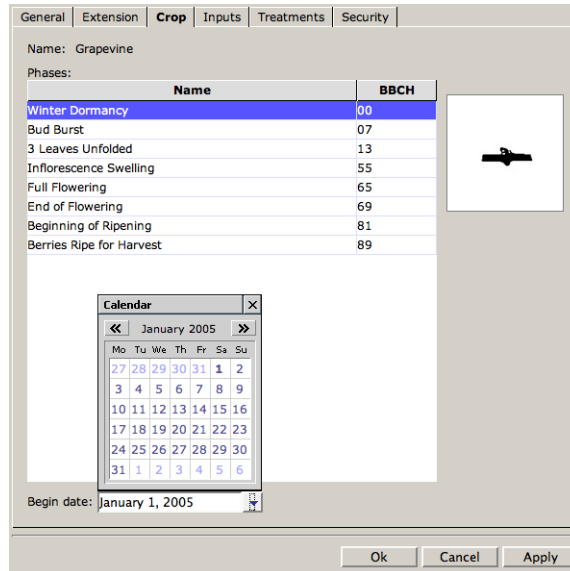 General Extension Crop Inputs Treatments Security
Name: Grapevine
Phases:
Name BBCH
Winter Dormancy 00
Bud Burst 07
3 Leaves Unfolded 13
Inflorescence Swelling 55
Full Flowering 65
End of Flowering 69
Beginning of Ripening 81
Berries Ripe for Harvest 89
Calendar
« January 2005 »
Mo Tu We Th Fr Sa Su
27 28 29 30 31 1 2
3 4 5 6 7 8 9
10 11 12 13 14 15 16
17 18 19 20 21 22 23
24 25 26 27 28 29 30
31 1 2 3 4 5 6
Begin date: January 1, 2005
Ok Cancel Apply